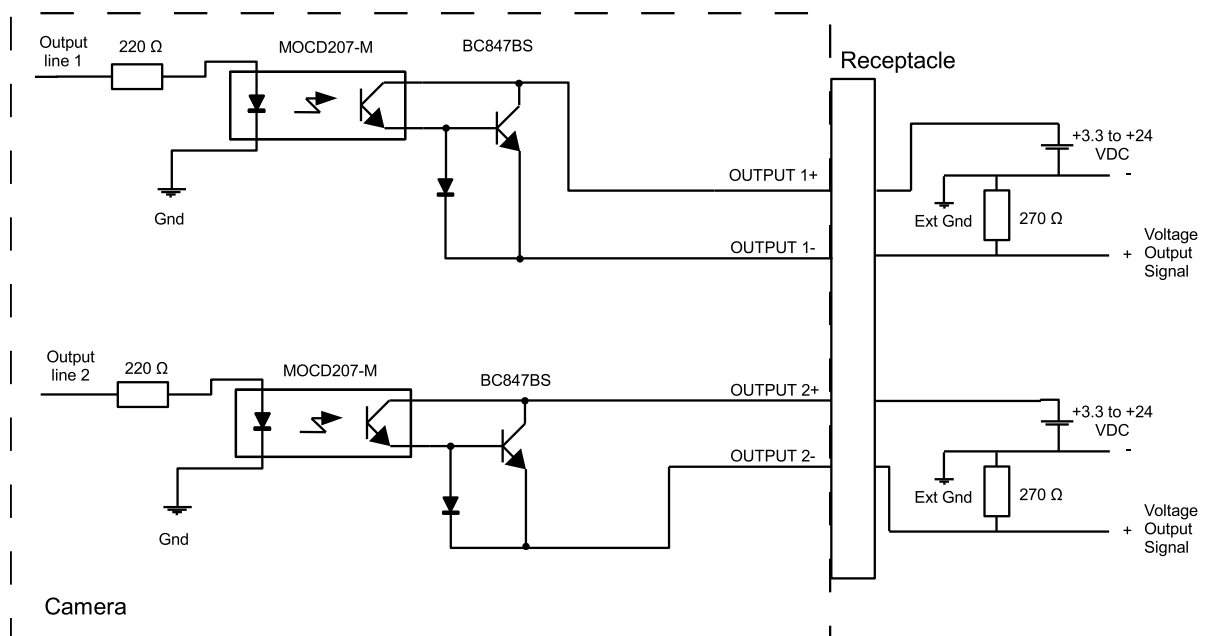 Output
line 1
220 Ω
MOCD207-M
BC847BS
Receptacle
+3.3 to +24
VDC
-
OUTPUT 1+
Gnd
Ext Gnd
270 Ω
OUTPUT 1-
+
Voltage
Output
Signal
Output
line 2
220 Ω
MOCD207-M
BC847BS
OUTPUT 2+
+3.3 to +24
VDC
-
OUTPUT 2-
Ext Gnd
270 Ω
Gnd
+
Voltage
Output
Signal
Camera